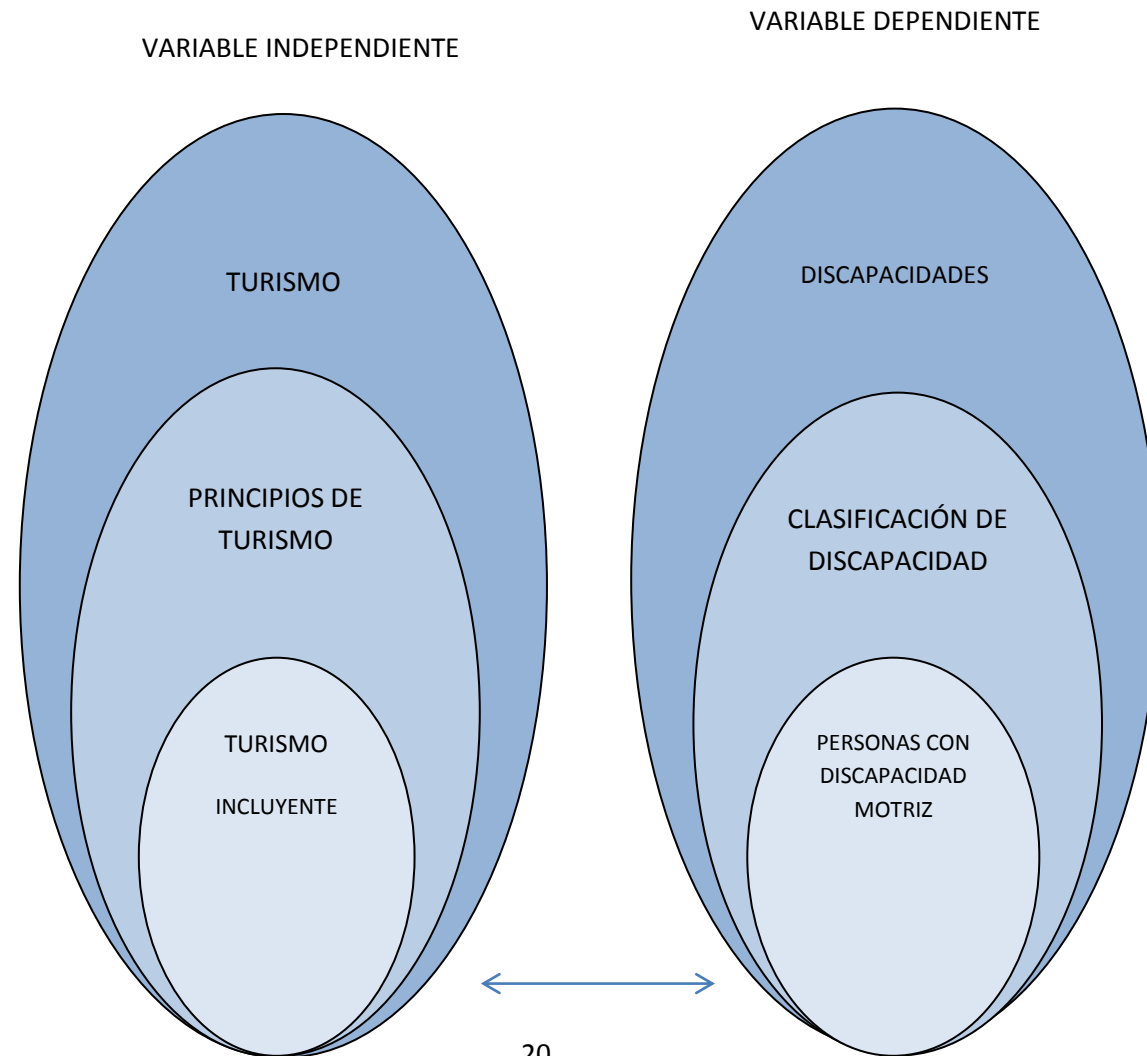 VARIABLE INDEPENDIENTE
VARIABLE DEPENDIENTE
TURISMO
PRINCIPIOS DE
TURISMO
TURISMO
INCLUYENTE
DISCAPACIDADES
CLASIFICACIÓN DE
DISCAPACIDAD
PERSONAS CON
DISCAPACIDAD
MOTRIZ
20